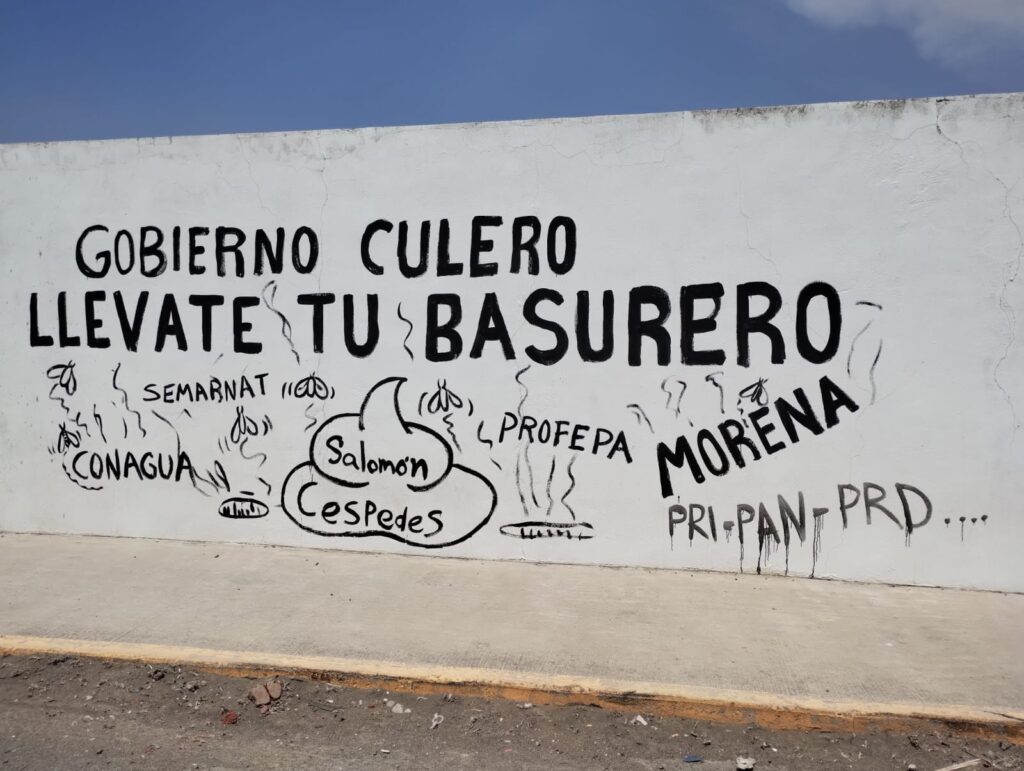 GOBIERNO CULERO
LLEVATE TU BASURERO
SEMARNAT
CONAGUA
Salomón
Cespedes
PROFEPA
MORENA
PRI-PAN-PRD....